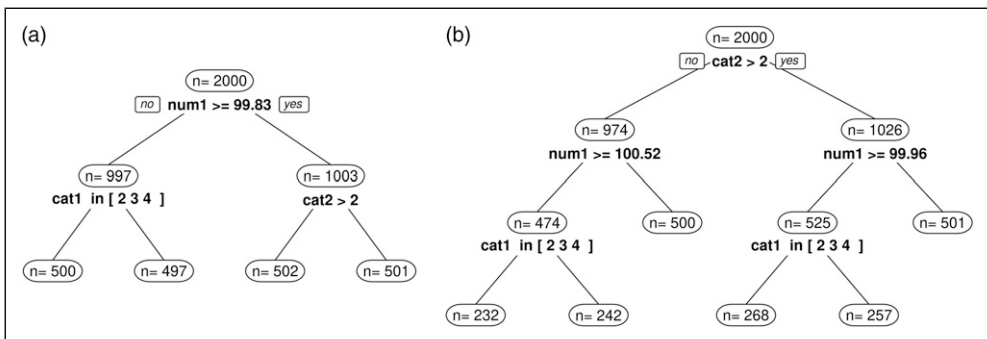 (a)
n= 2000
no num1 >= 99.83 yes
n= 997 n= 1003
cat1 in [ 2 3 4 ] cat2 > 2
n= 500 n= 497 n= 502 n= 501
(b)
n= 2000
no cat2 > 2 yes
n= 974 n= 1026
num1 >= 100.52 num1 >= 99.96
n= 474 n= 500 n= 525 n= 501
cat1 in [ 2 3 4 ] cat1 in [ 2 3 4 ]
n= 232 n= 242 n= 268 n= 257